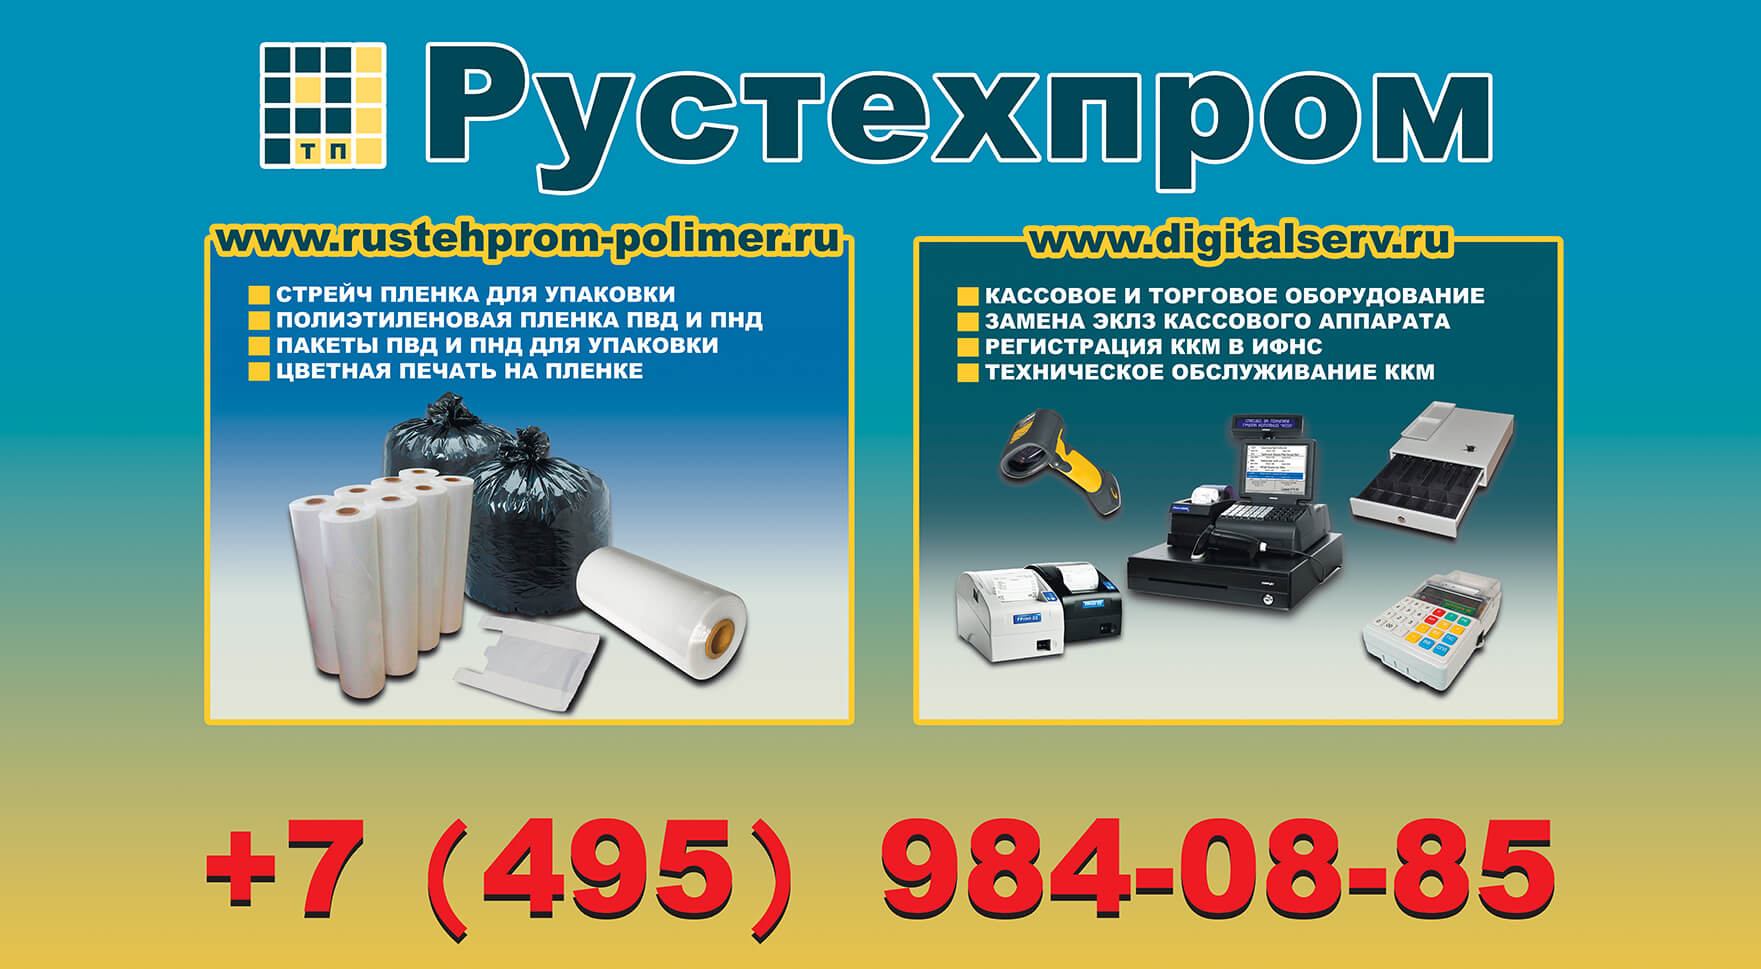 Рустехпром
ТП
www.rustehprom-polimer.ru
СТРЕЙЧ ПЛЕНКА ДЛЯ УПАКОВКИ
ПОЛИЭТИЛЕНОВАЯ ПЛЕНКА ПВД И ПНД
ПАКЕТЫ ПВД И ПНД ДЛЯ УПАКОВКИ
ЦВЕТНАЯ ПЕЧАТЬ НА ПЛЕНКЕ
www.digitalserv.ru
КАССОВОЕ И ТОРГОВОЕ ОБОРУДОВАНИЕ
ЗАМЕНА ЭКЛЗ КАССОВОГО АППАРАТА
РЕГИСТРАЦИЯ ККМ В ИФНС
ТЕХНИЧЕСКОЕ ОБСЛУЖИВАНИЕ ККМ
+7 (495) 984-08-85